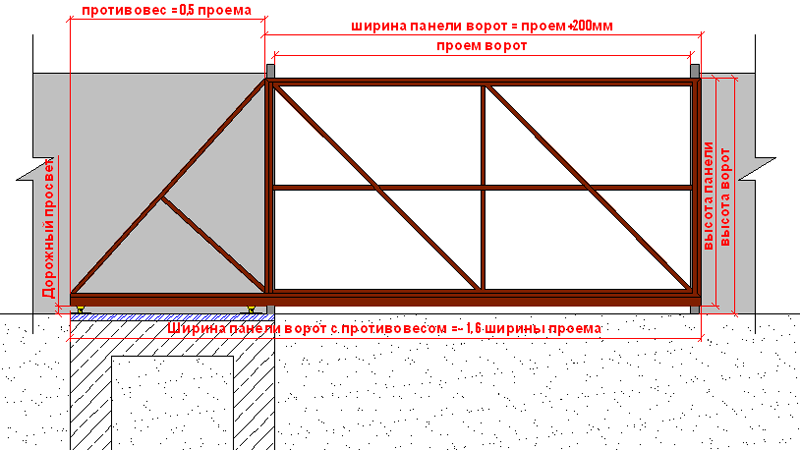 противовес =0,5 проема
ширина панели ворот = проем+200мм
проем ворот
Дорожный просвет
высота панели
высота ворот
Ширина панели ворот с противовесом =~ 1,6 ширины проема